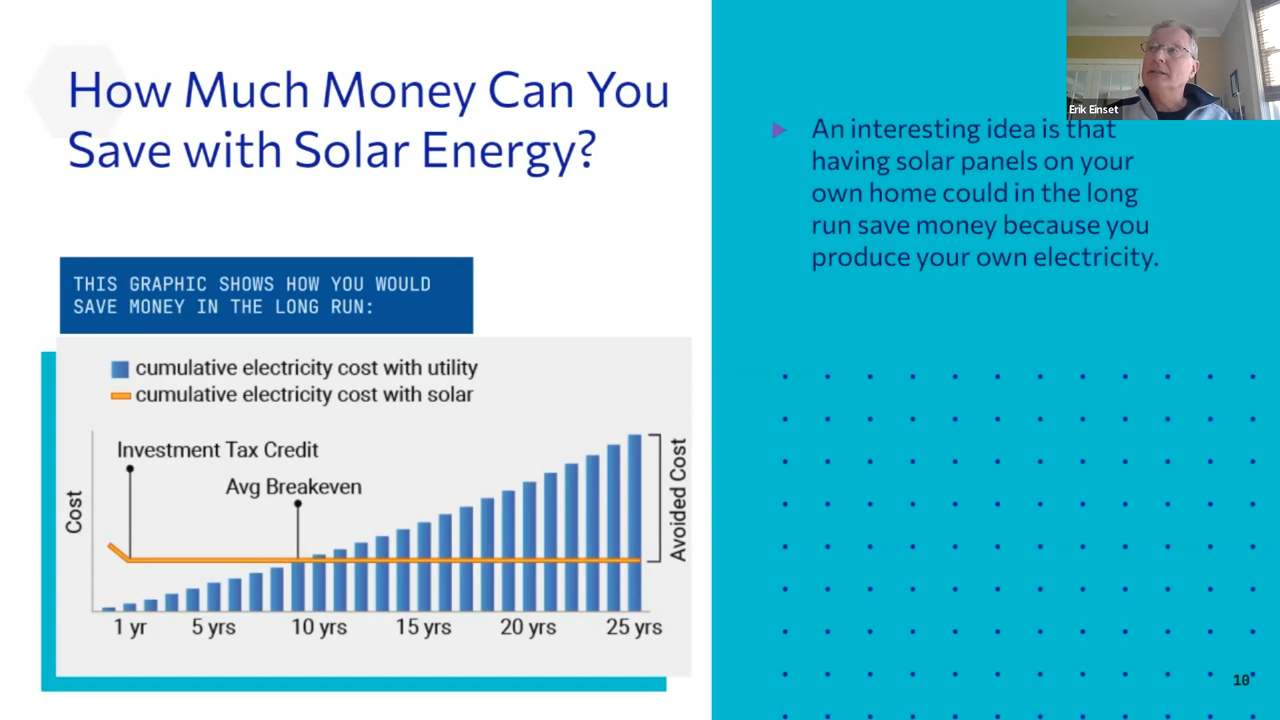 How Much Money Can You
Save with Solar Energy?
THIS GRAPHIC SHOWS HOW YOU WOULD
SAVE MONEY IN THE LONG RUN:
cumulative electricity cost with utility
cumulative electricity cost with solar
Investment Tax Credit
Avg Breakeven
Cost
Avoided Cost
1 yr
5 yrs
10 yrs
15 yrs
20 yrs
25 yrs
An interesting idea is that
having solar panels on your
own home could in the long
run save money because you
produce your own electricity.
Erik Einset
10